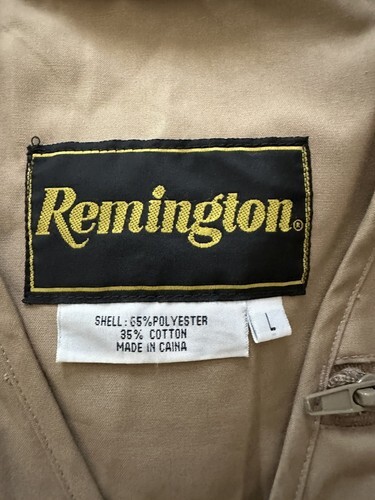 Remington®
SHELL: 65%POLYESTER
35% COTTON
MADE IN CAINA
L